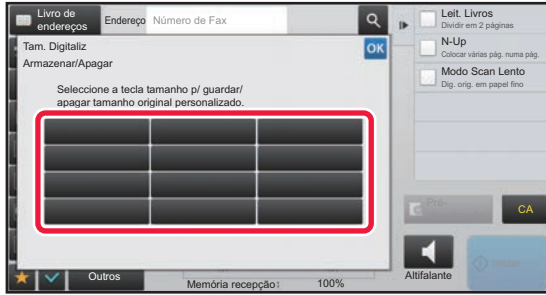 Livro de
endereços
Endereço
Número de Fax
Tam. Digitaliz
OK
Armazenar/Apagar
Seleccione a tecla tamanho p/ guardar/
apagar tamanho original personalizado.
Leit. Livros
Dividir em 2 páginas
N-Up
Colocar várias pág. numa pág.
Modo Scan Lento
Dig. orig. em papel fino
Pré-
CA
Outros
Memória recepção:
100%
Altifalante